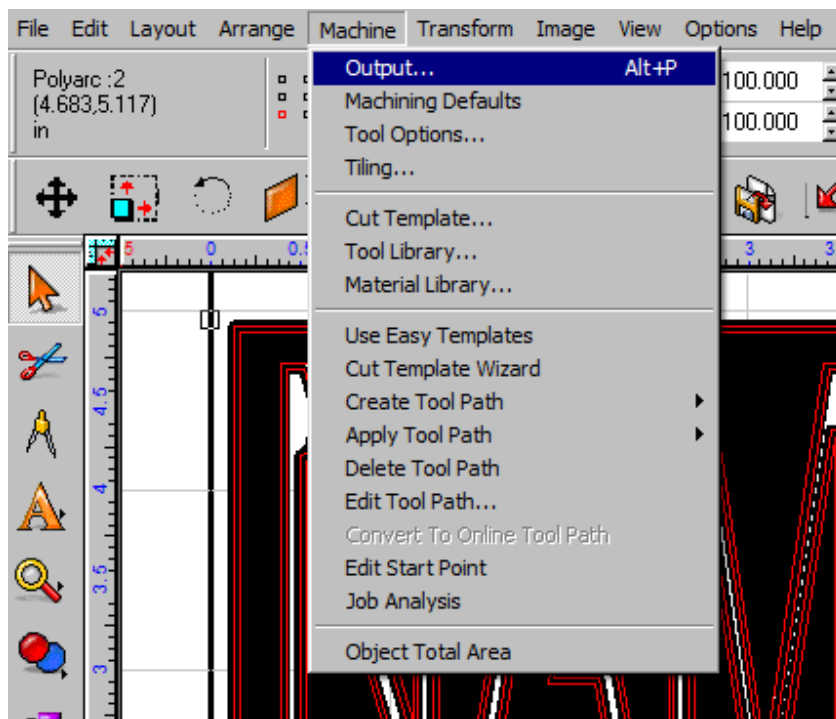 File Edit Layout Arrange Machine Transform Image View Options Help
Polyarc :2
(4.683,5.117)
in
100.000
100.000
Output... Alt+P
Machining Defaults
Tool Options...
Tiling...
Cut Template...
Tool Library...
Material Library...
Use Easy Templates
Cut Template Wizard
Create Tool Path
Apply Tool Path
Delete Tool Path
Edit Tool Path...
Convert To Online Tool Path
Edit Start Point
Job Analysis
Object Total Area
5 0 0.5 3 3
5
4.5
4
3.5
3